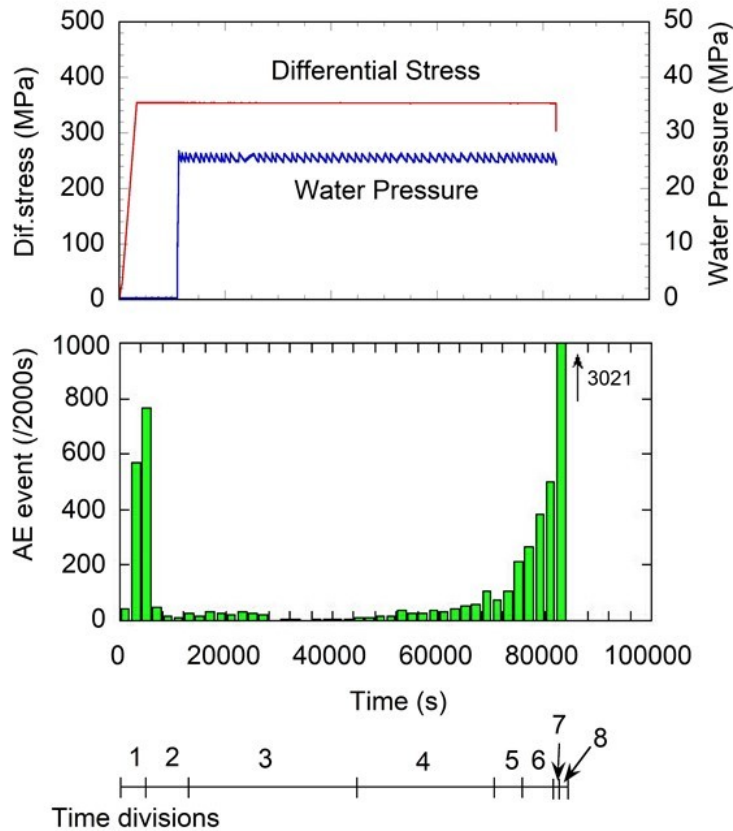 500
400
300
200
100
0
Dif.stress (MPa)
Differential Stress
Water Pressure
50
40
30
20
10
0
Water Pressure (MPa)
1000
800
600
400
200
0
AE event (/2000s)
3021
0 20000 40000 60000 80000 100000
Time (s)
1 2 3 4 5 6 7 8
Time divisions